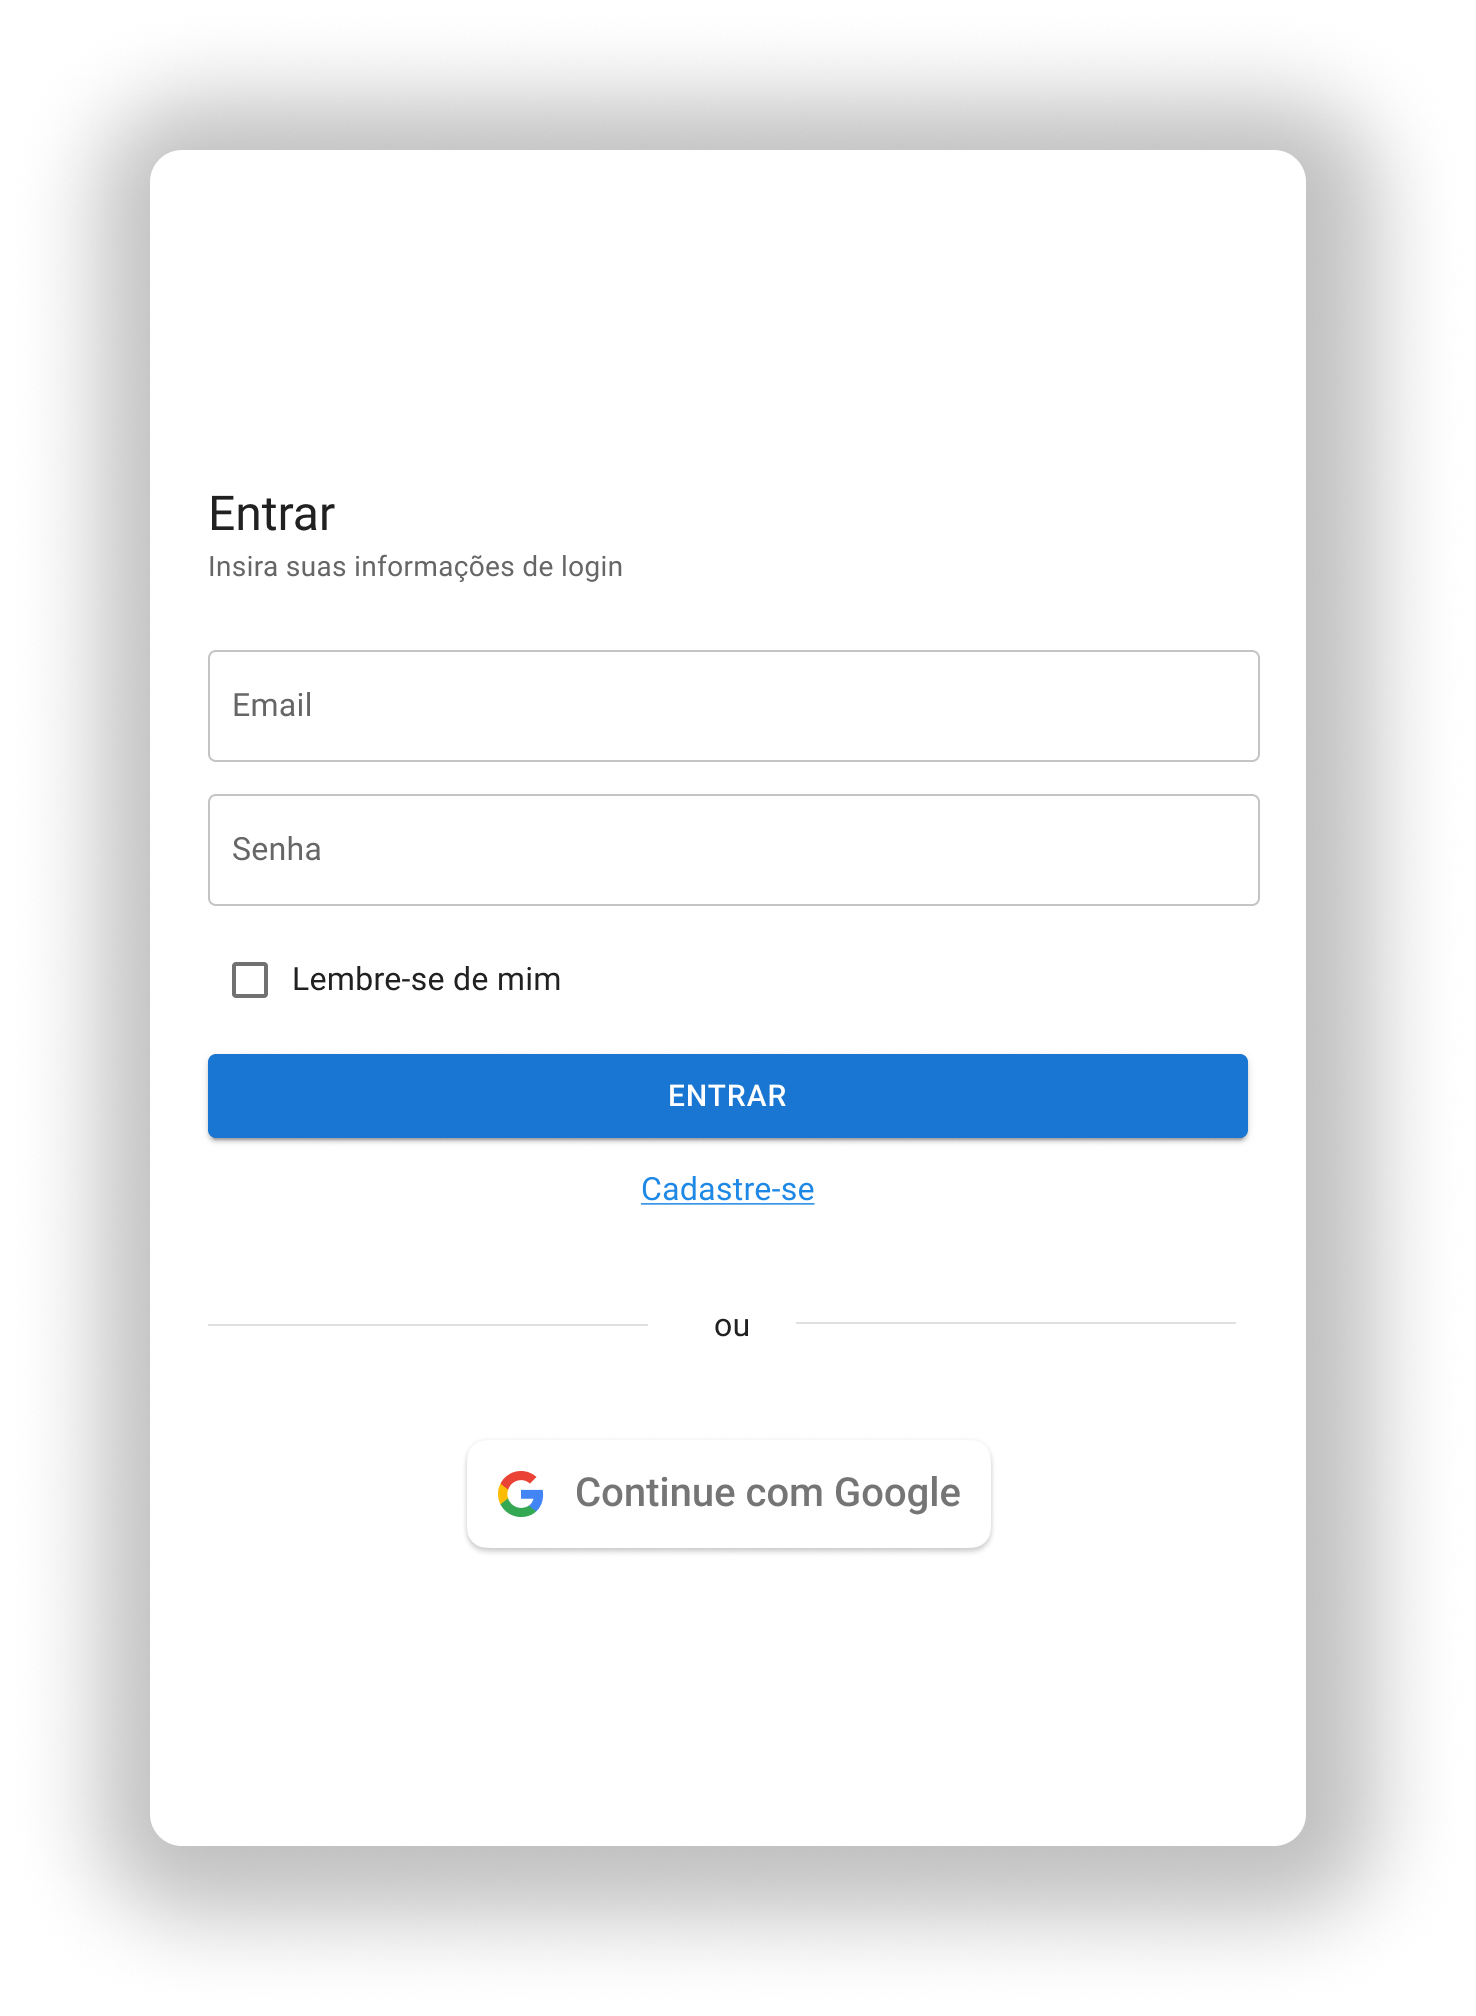 Entrar
Insira suas informações de login
Email
Senha
Lembre-se de mim
ENTRAR
Cadastre-se
ou
Continue com Google